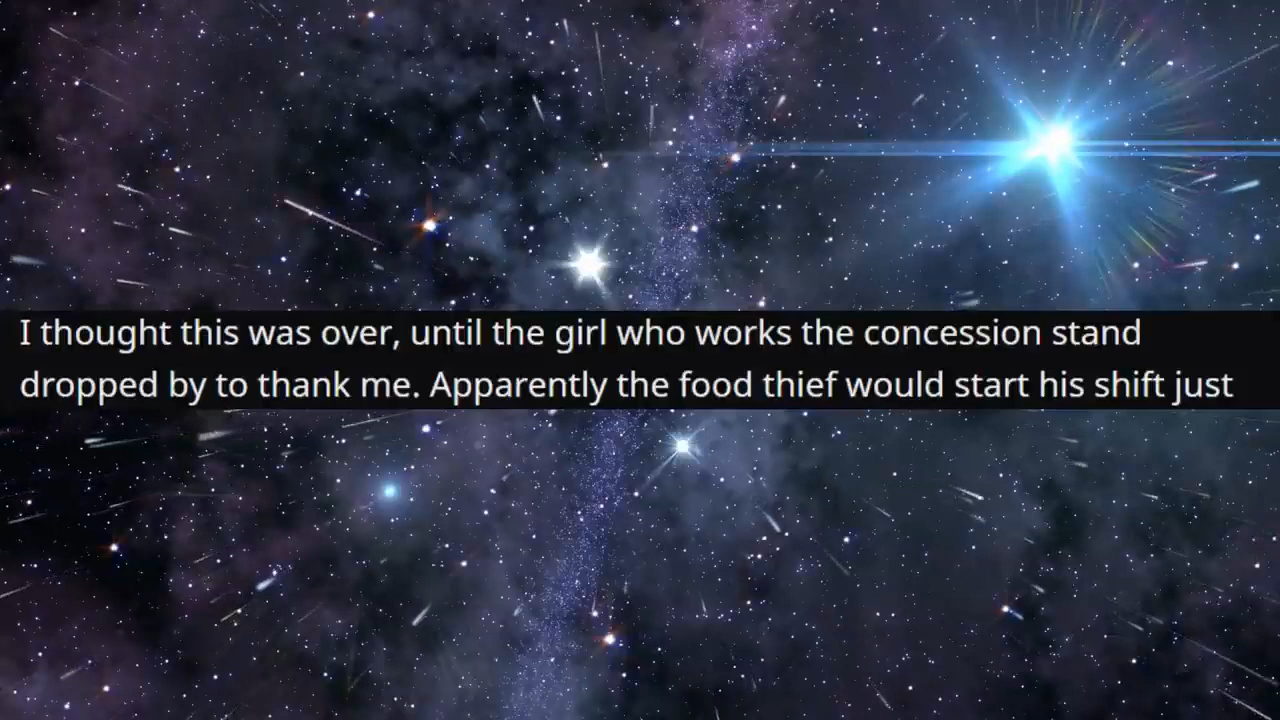 I thought this was over, until the girl who works the concession stand
dropped by to thank me. Apparently the food thief would start his shift just